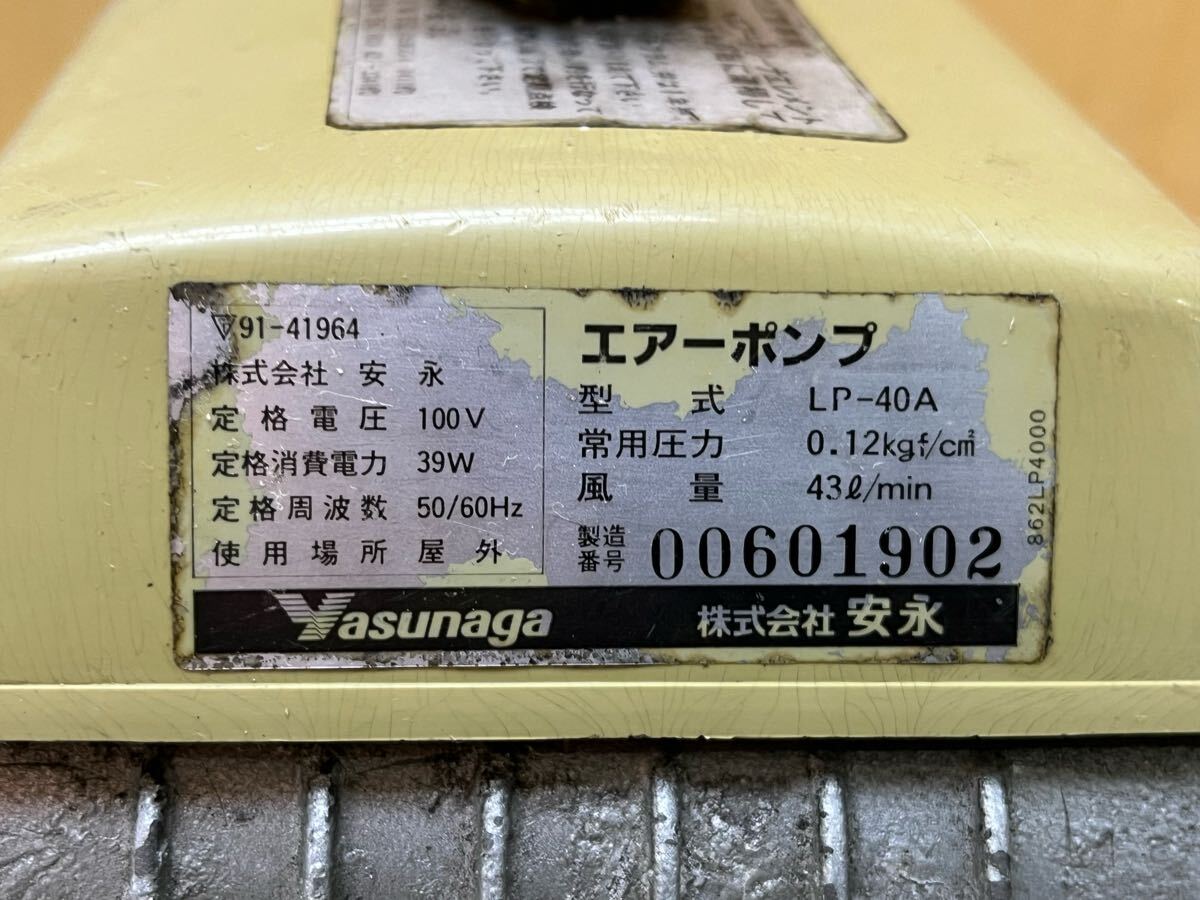 ▽91-41964
株式会社 安 永
定 格 電 圧 100V
定格消費電力 39W
定格周波数 50/60Hz
使 用 場 所 屋 外
エアーポンプ
型 式 LP-40A
常用圧力 0.12kgf/c㎡
風 量 43ℓ/min
製造番号 00601902
862LP4000
Yasunaga 株式会社 安永